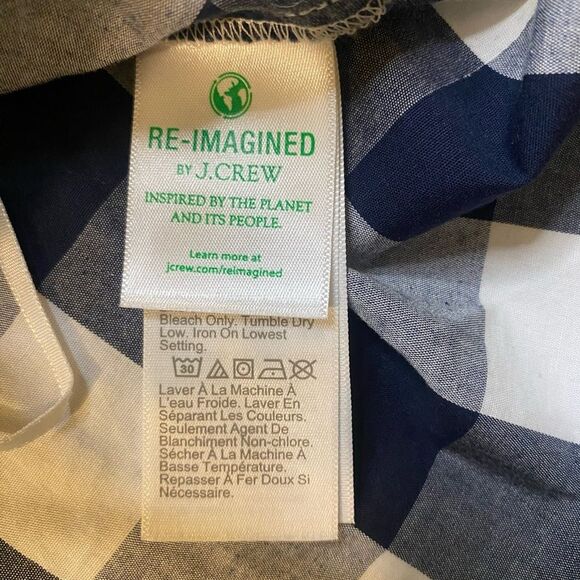 RE-IMAGINED
BY J.CREW
INSPIRED BY THE PLANET
AND ITS PEOPLE.
Learn more at
jcrew.com/reimagined
Bleach Only. Tumble Dry
Low. Iron On Lowest
Setting.
30
Laver À La Machine À
L'eau Froide. Laver En
Séparant Les Couleurs.
Seulement Agent De
Blanchiment Non-chlore.
Sécher À La Machine À
Basse Température.
Repasser À Fer Doux Si
Nécessaire.